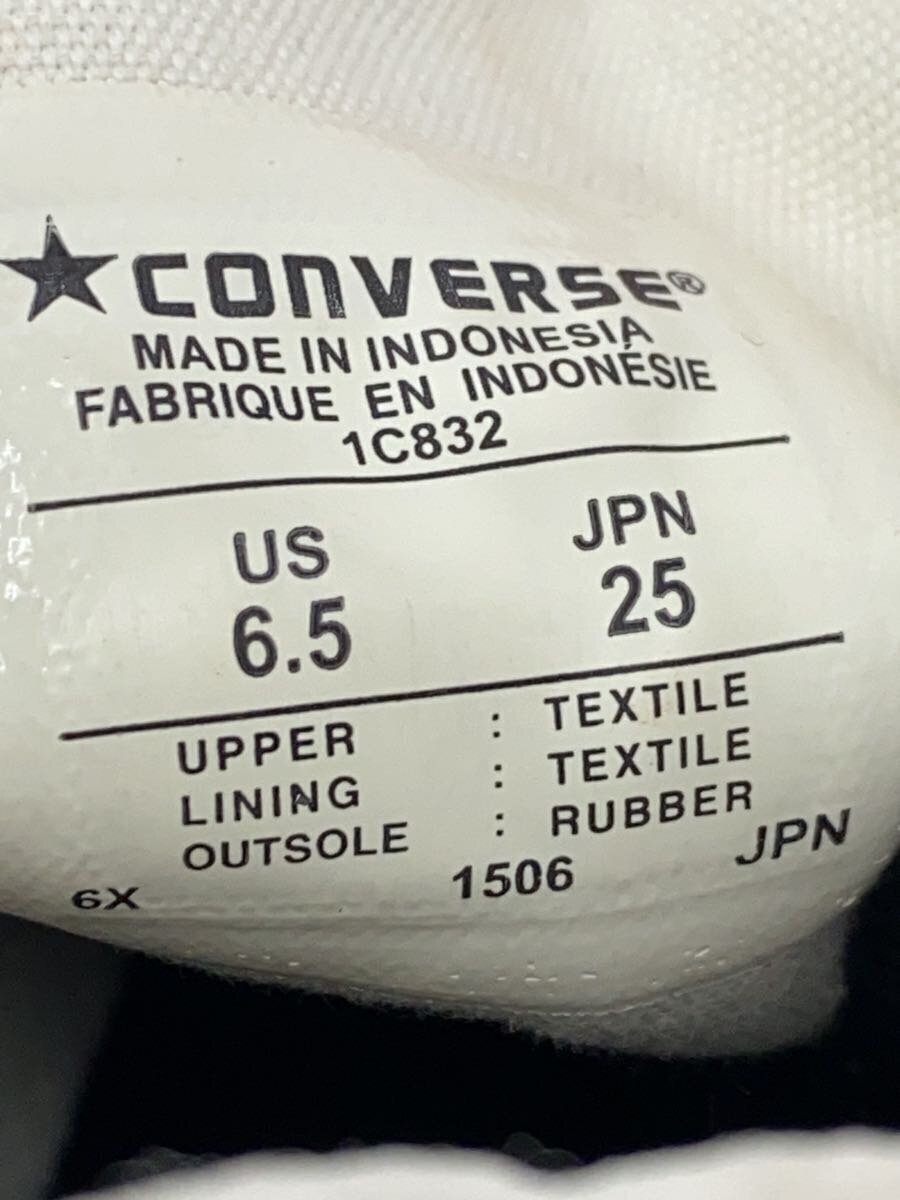 ★CONVERSE®
MADE IN INDONESIA
FABRIQUE EN INDONÉSIE
1C832
US JPN
6.5 25
UPPER : TEXTILE
LINING : TEXTILE
OUTSOLE : RUBBER
6X 1506 JPN